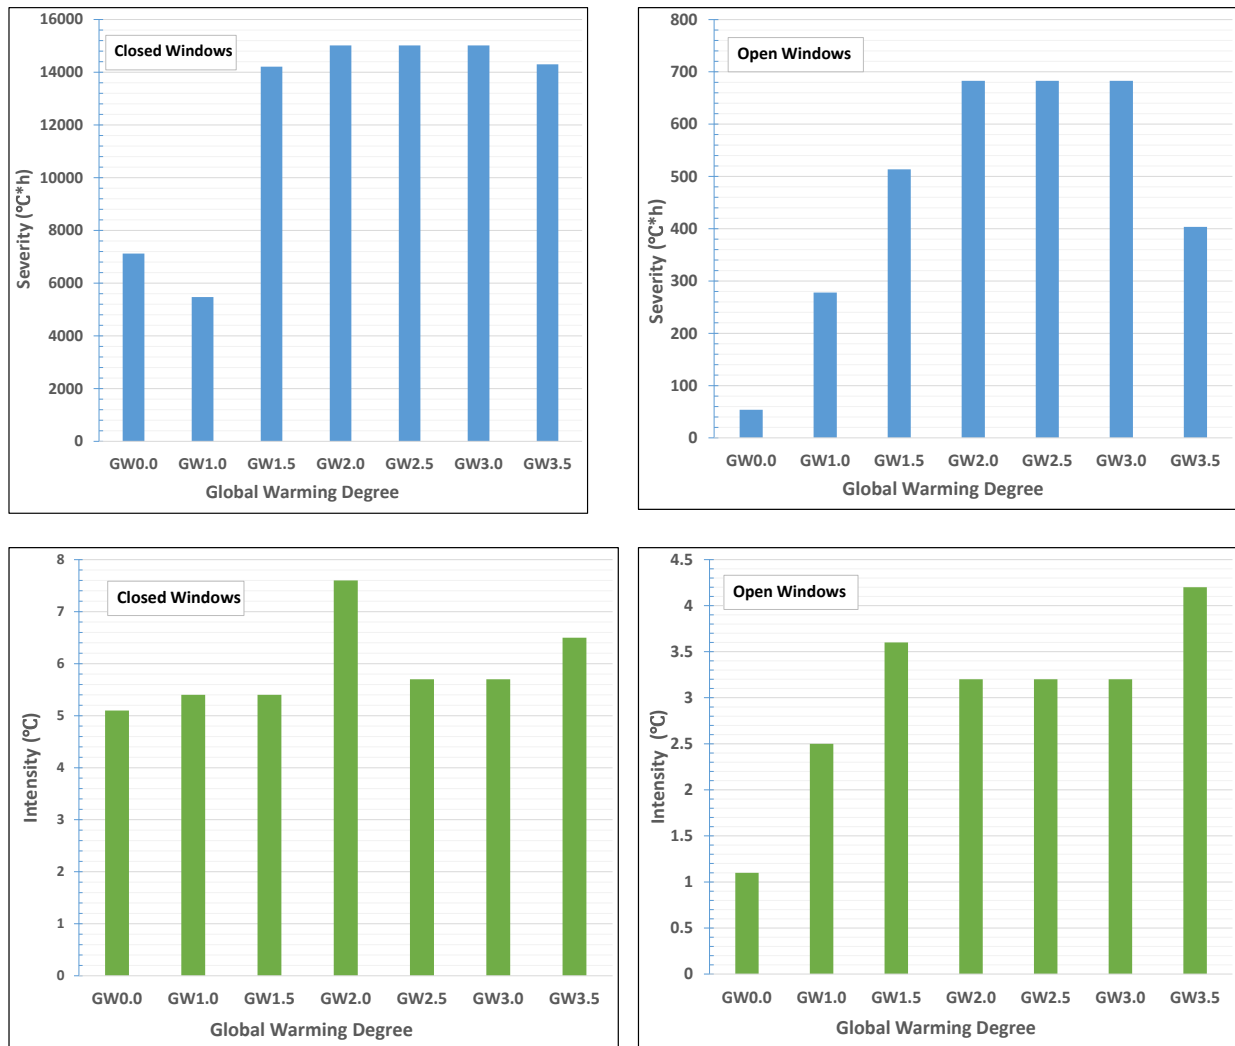 Closed Windows
16000
14000
12000
10000
8000
6000
4000
2000
0
Severity (℃*h)
GW0.0 GW1.0 GW1.5 GW2.0 GW2.5 GW3.0 GW3.5
Global Warming Degree
Open Windows
800
700
600
500
400
300
200
100
0
Severity (℃*h)
GW0.0 GW1.0 GW1.5 GW2.0 GW2.5 GW3.0 GW3.5
Global Warming Degree
Closed Windows
8
7
6
5
4
3
2
1
0
Intensity (℃)
GW0.0 GW1.0 GW1.5 GW2.0 GW2.5 GW3.0 GW3.5
Global Warming Degree
Open Windows
4.5
4
3.5
3
2.5
2
1.5
1
0.5
0
Intensity (℃)
GW0.0 GW1.0 GW1.5 GW2.0 GW2.5 GW3.0 GW3.5
Global Warming Degree